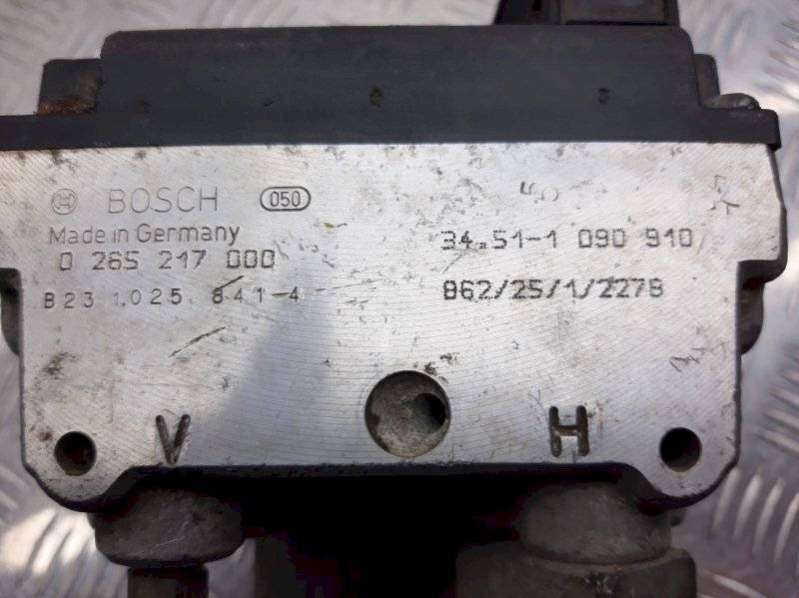 BOSCH 050
Made in Germany
0 265 217 000
B23 1.025 841-4
34.51-1 090 910
862/25/1/2278
V
H